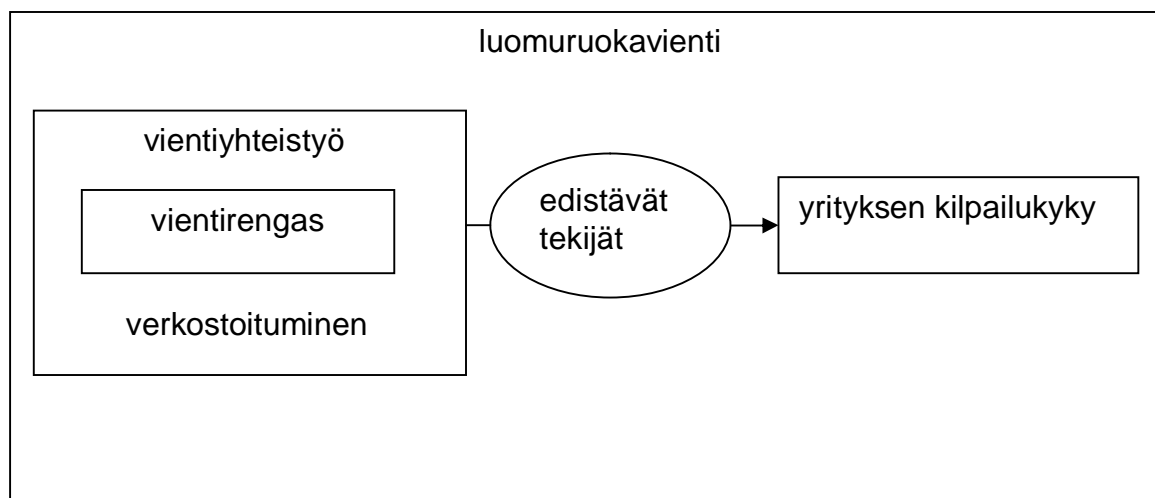 luomuruokavienti
vientiyhteistyö
vientirengas
verkostoituminen
edistävät
tekijät
yrityksen kilpailukyky